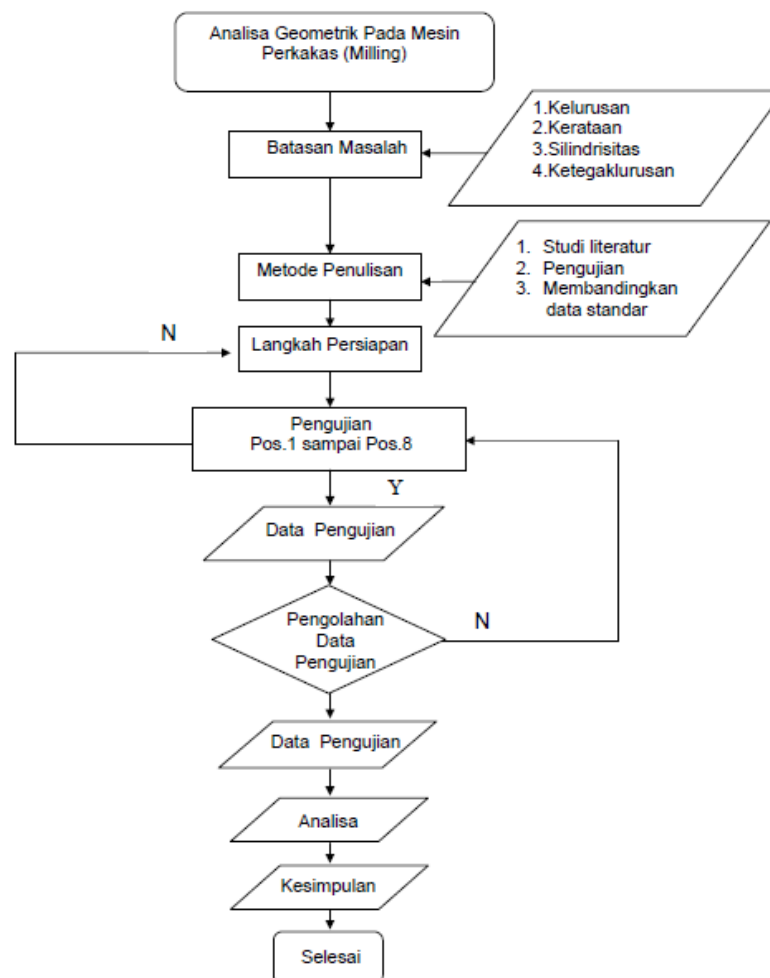 Analisa Geometrik Pada Mesin
Perkakas (Milling)
Batasan Masalah
1.Kelurusan
2.Kerataan
3.Silindrisitas
4.Ketegaklurusan
Metode Penulisan
1. Studi literatur
2. Pengujian
3. Membandingkan
data standar
N
Langkah Persiapan
Pengujian
Pos.1 sampai Pos.8
Y
Data Pengujian
Pengolahan
Data
Pengujian
N
Data Pengujian
Analisa
Kesimpulan
Selesai